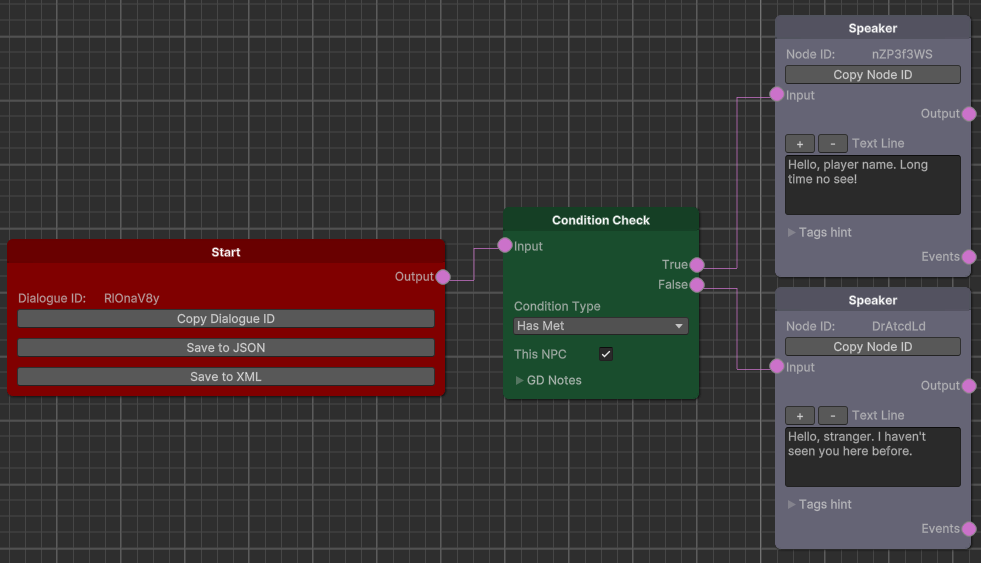 Start
Output
Dialogue ID: RlOnaV8y
Copy Dialogue ID
Save to JSON
Save to XML
Condition Check
Input
True
False
Condition Type
Has Met
This NPC
GD Notes
Speaker
Node ID: nZP3f3WS
Copy Node ID
Input
Output
+ - Text Line
Hello, player name. Long
time no see!
Tags hint
Events
Speaker
Node ID: DrAtcdLd
Copy Node ID
Input
Output
+ - Text Line
Hello, stranger. I haven't
seen you here before.
Tags hint
Events